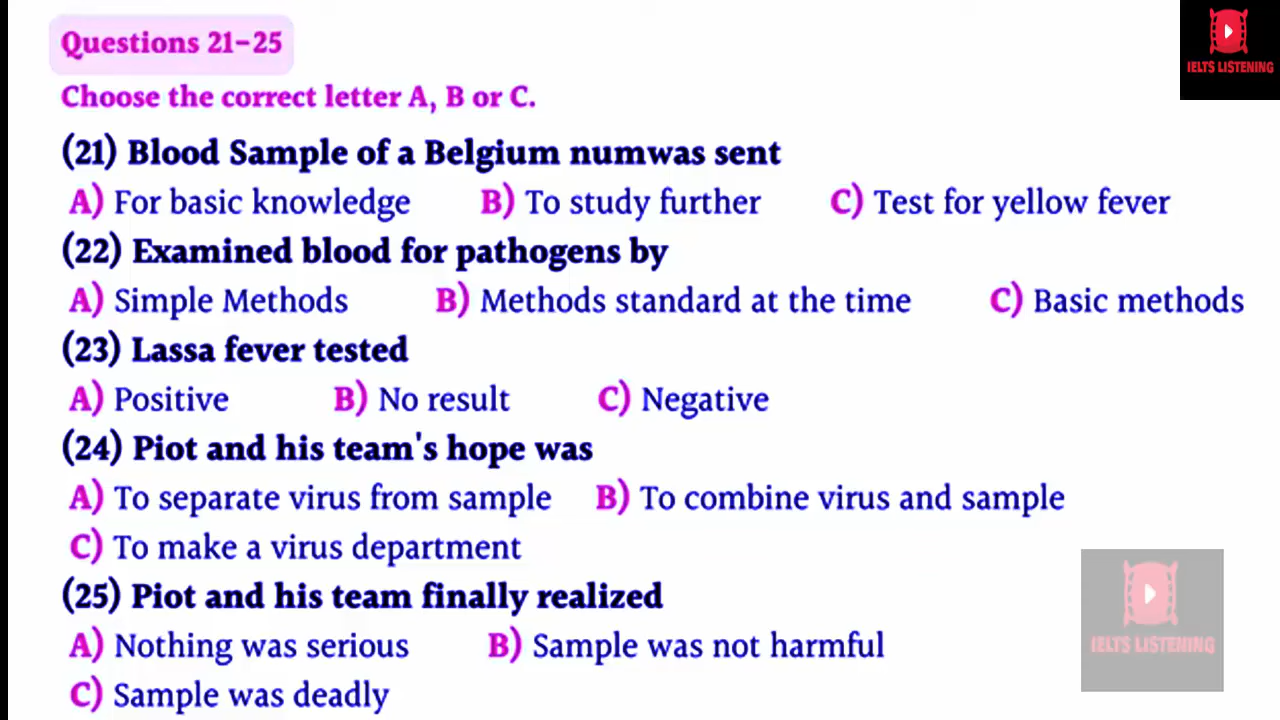 Questions 21–25
IELTS LISTENING
Choose the correct letter A, B or C.
(21) Blood Sample of a Belgium numwas sent
A) For basic knowledge B) To study further C) Test for yellow fever
(22) Examined blood for pathogens by
A) Simple Methods B) Methods standard at the time C) Basic methods
(23) Lassa fever tested
A) Positive B) No result C) Negative
(24) Piot and his team's hope was
A) To separate virus from sample B) To combine virus and sample
C) To make a virus department
(25) Piot and his team finally realized
A) Nothing was serious B) Sample was not harmful
IELTS LISTENING
C) Sample was deadly